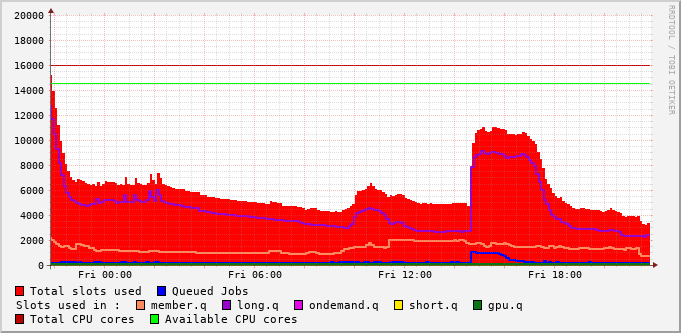 20000
18000
16000
14000
12000
10000
8000
6000
4000
2000
0
Fri 00:00 Fri 06:00 Fri 12:00 Fri 18:00
RRDTOOL / TOBI OETIKER
Total slots used Queued Jobs
Slots used in : member.q long.q ondemand.q short.q gpu.q
Total CPU cores Available CPU cores